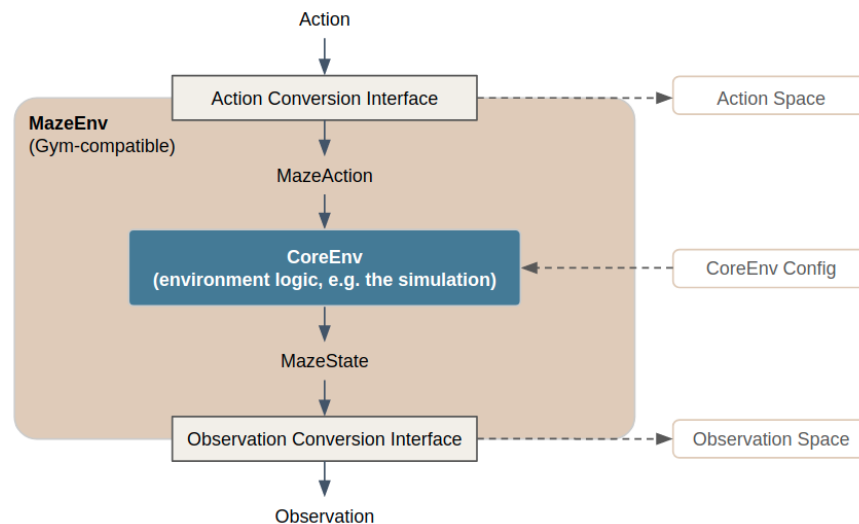 Action
Action Conversion Interface
Action Space
MazeEnv
(Gym-compatible)
MazeAction
CoreEnv
(environment logic, e.g. the simulation)
CoreEnv Config
MazeState
Observation Conversion Interface
Observation Space
Observation